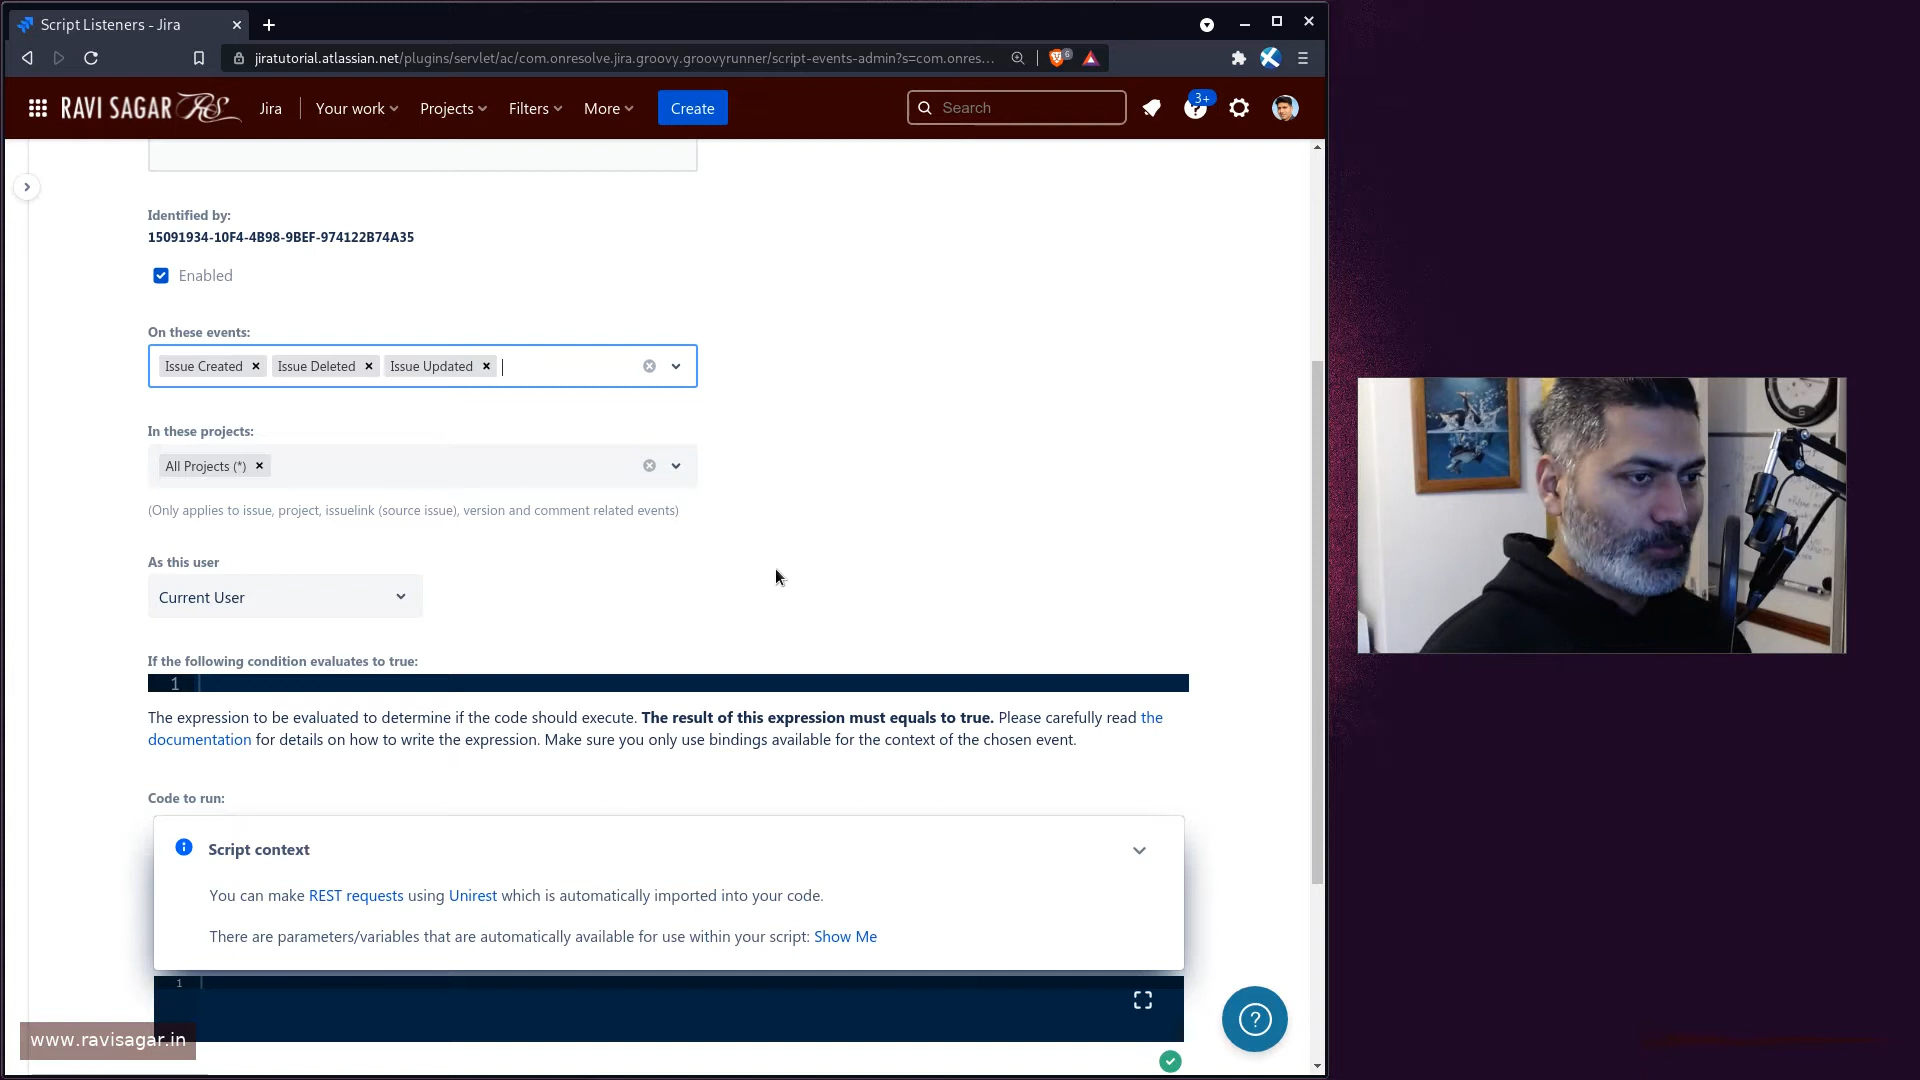 Script Listeners - Jira
jiratutorial.atlassian.net/plugins/servlet/ac/com.onresolve.jira.groovy.groovyrunner/script-events-admin?s=com.onres...
6
RAVI SAGAR RS
Jira
Your work
Projects
Filters
More
Create
Search
3+
Identified by:
15091934-10F4-4B98-9BEF-974122B74A35
Enabled
On these events:
Issue Created
Issue Deleted
Issue Updated
In these projects:
All Projects (*)
(Only applies to issue, project, issuelink (source issue), version and comment related events)
As this user
Current User
If the following condition evaluates to true:
1
The expression to be evaluated to determine if the code should execute. The result of this expression must equals to true. Please carefully read the
documentation for details on how to write the expression. Make sure you only use bindings available for the context of the chosen event.
Code to run:
Script context
You can make REST requests using Unirest which is automatically imported into your code.
There are parameters/variables that are automatically available for use within your script: Show Me
1
www.ravisagar.in